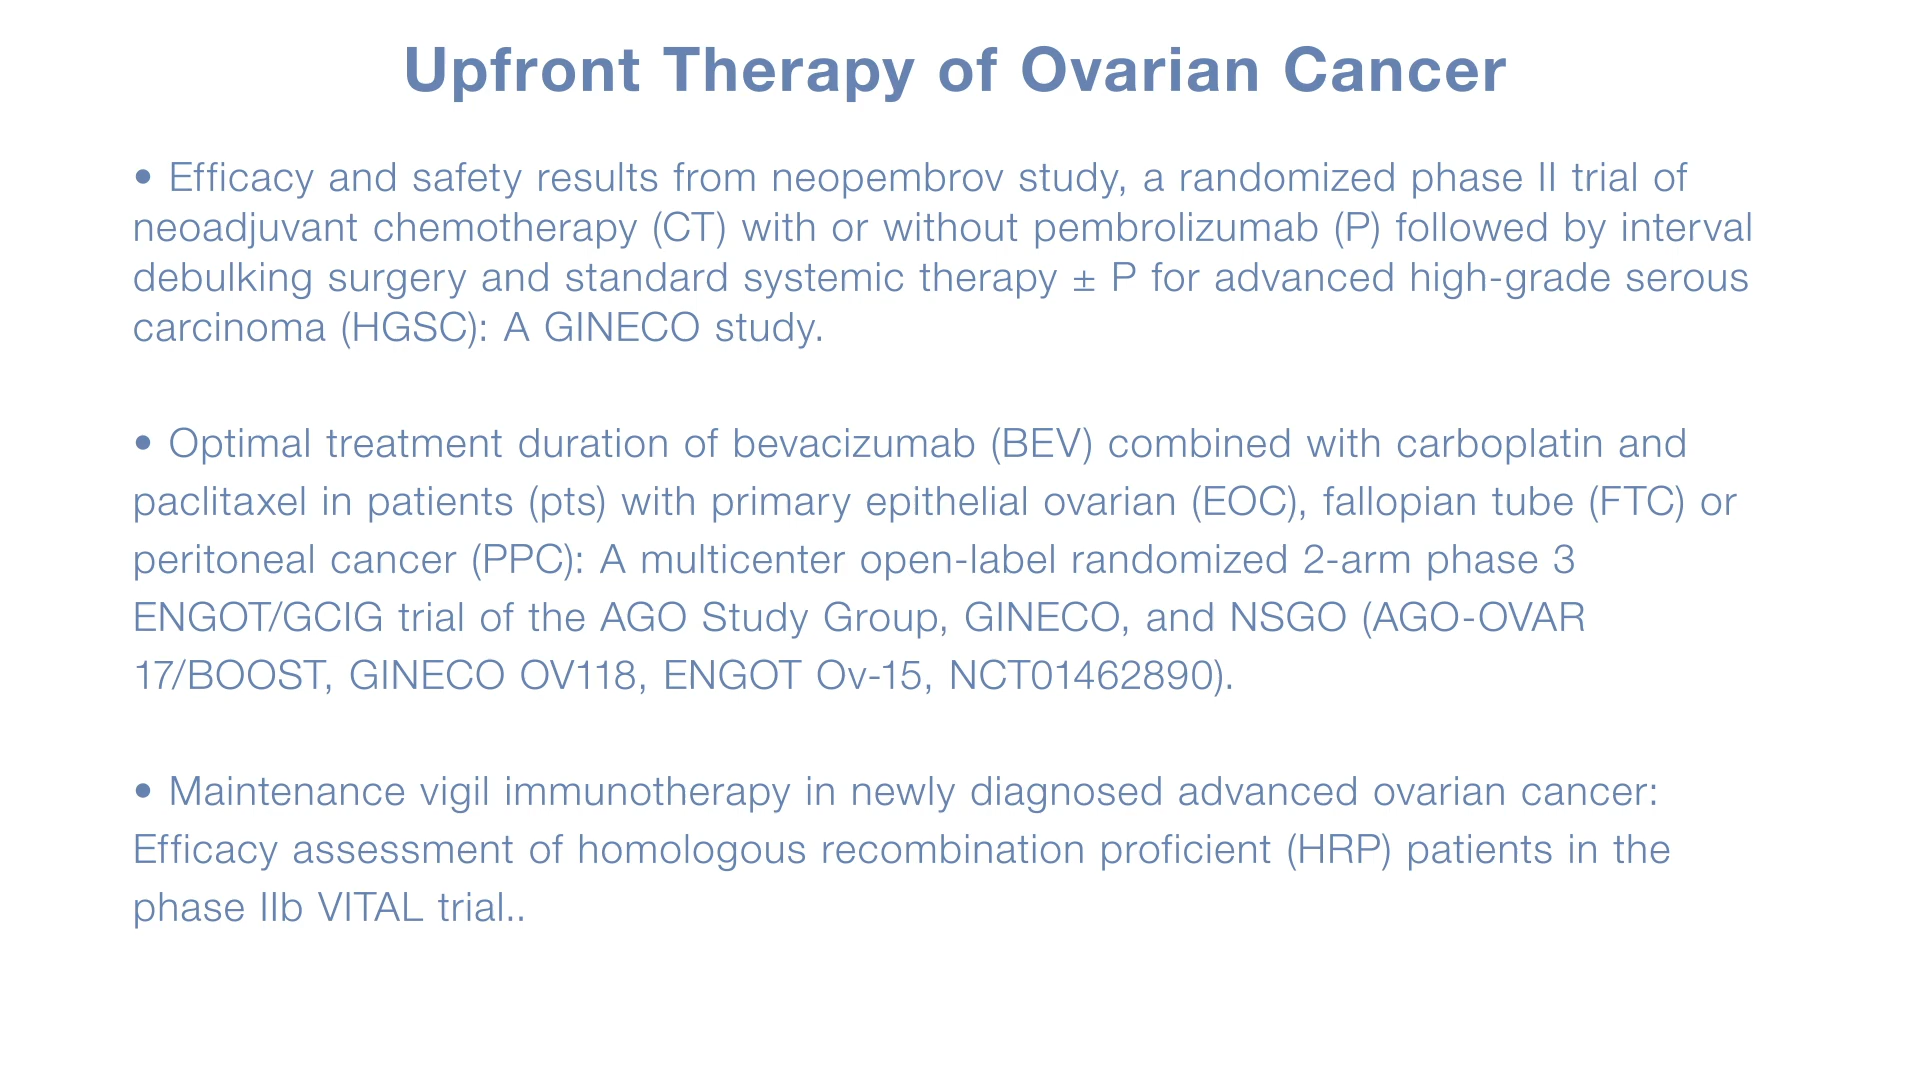 Upfront Therapy of Ovarian Cancer
• Efficacy and safety results from neopembrov study, a randomized phase II trial of
neoadjuvant chemotherapy (CT) with or without pembrolizumab (P) followed by interval
debulking surgery and standard systemic therapy ± P for advanced high-grade serous
carcinoma (HGSC): A GINECO study.
• Optimal treatment duration of bevacizumab (BEV) combined with carboplatin and
paclitaxel in patients (pts) with primary epithelial ovarian (EOC), fallopian tube (FTC) or
peritoneal cancer (PPC): A multicenter open-label randomized 2-arm phase 3
ENGOT/GCIG trial of the AGO Study Group, GINECO, and NSGO (AGO-OVAR
17/BOOST, GINECO OV118, ENGOT Ov-15, NCT01462890).
• Maintenance vigil immunotherapy in newly diagnosed advanced ovarian cancer:
Efficacy assessment of homologous recombination proficient (HRP) patients in the
phase IIb VITAL trial..